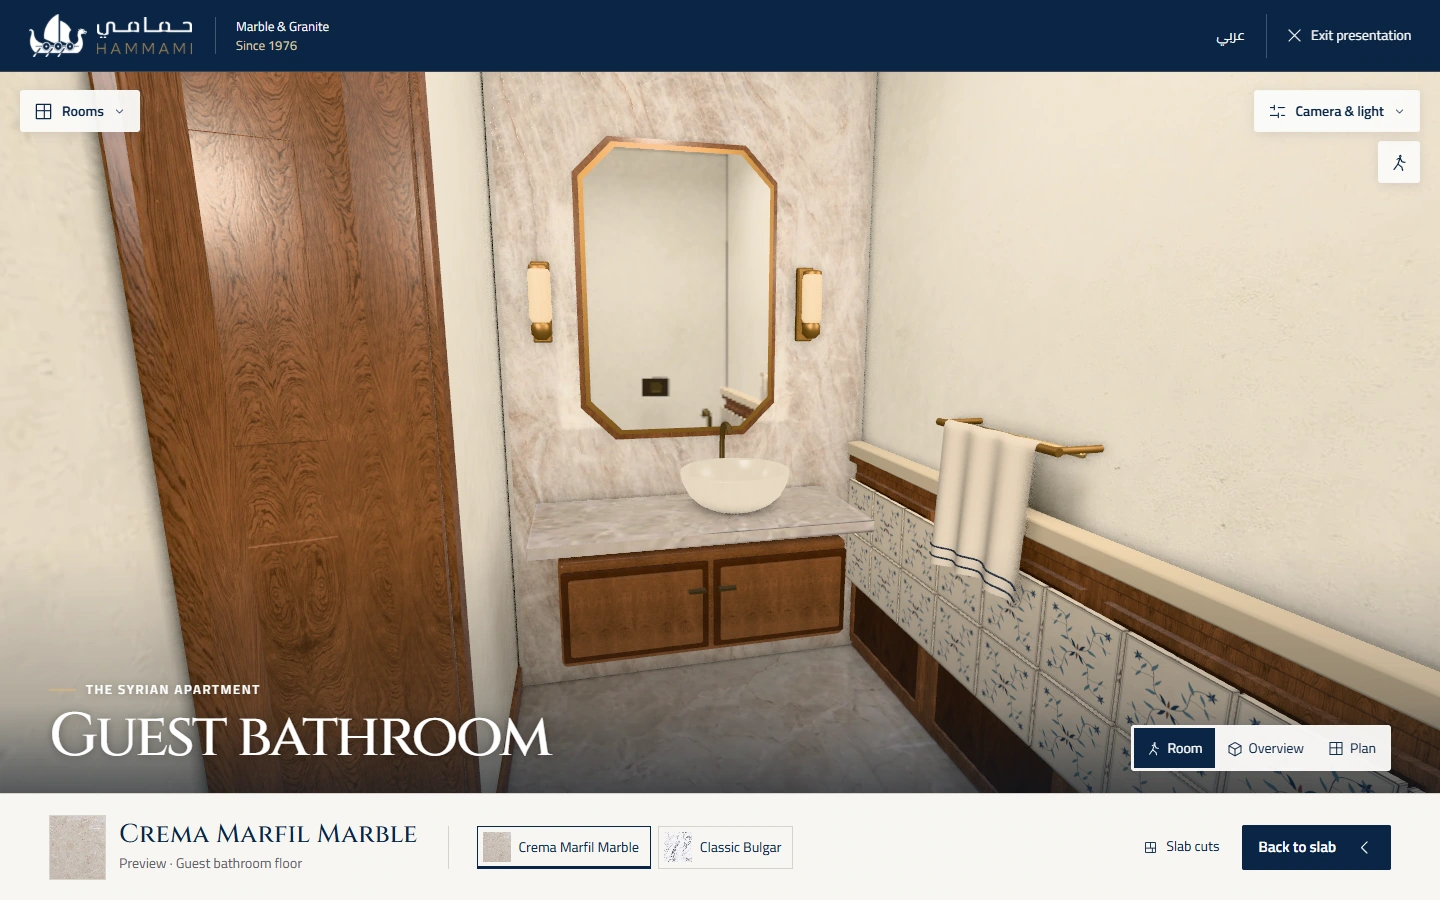 حمامي
HAMMAMI
Marble & Granite
Since 1976
عربي
Exit presentation
Rooms
Camera & light
THE SYRIAN APARTMENT
GUEST BATHROOM
Room
Overview
Plan
CREMA MARFIL MARBLE
Preview · Guest bathroom floor
Crema Marfil Marble
Classic Bulgar
Slab cuts
Back to slab